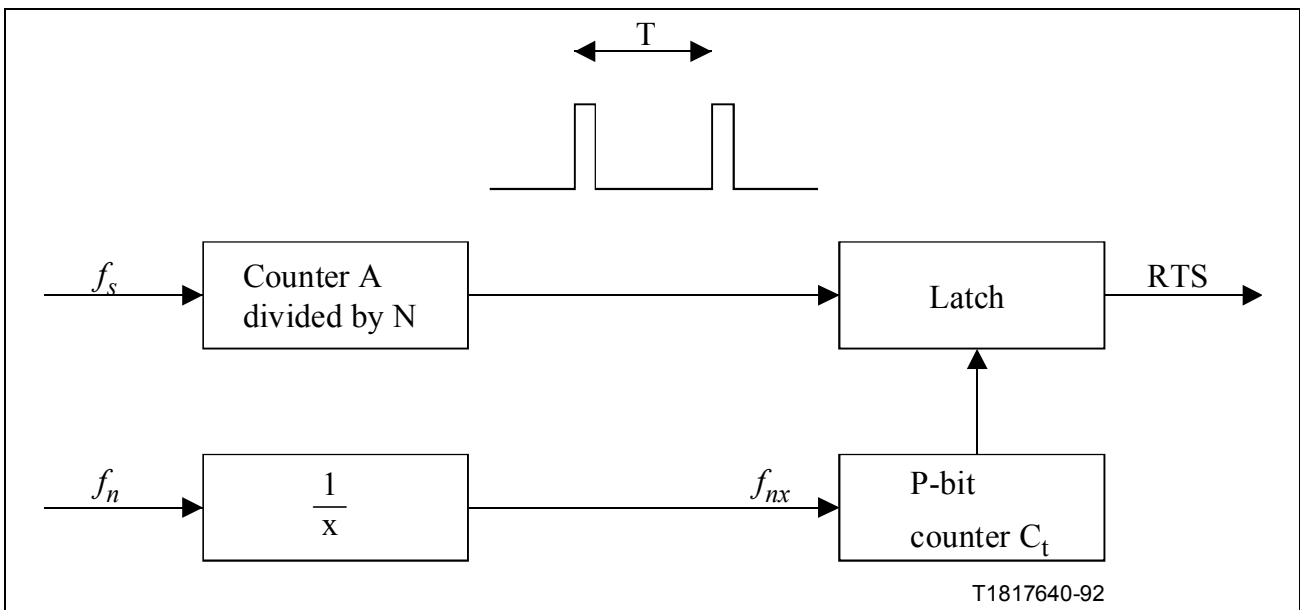 T
f_s
Counter A
divided by N
Latch
RTS
f_n
1
x
f_nx
P-bit
counter C_t
T1817640-92